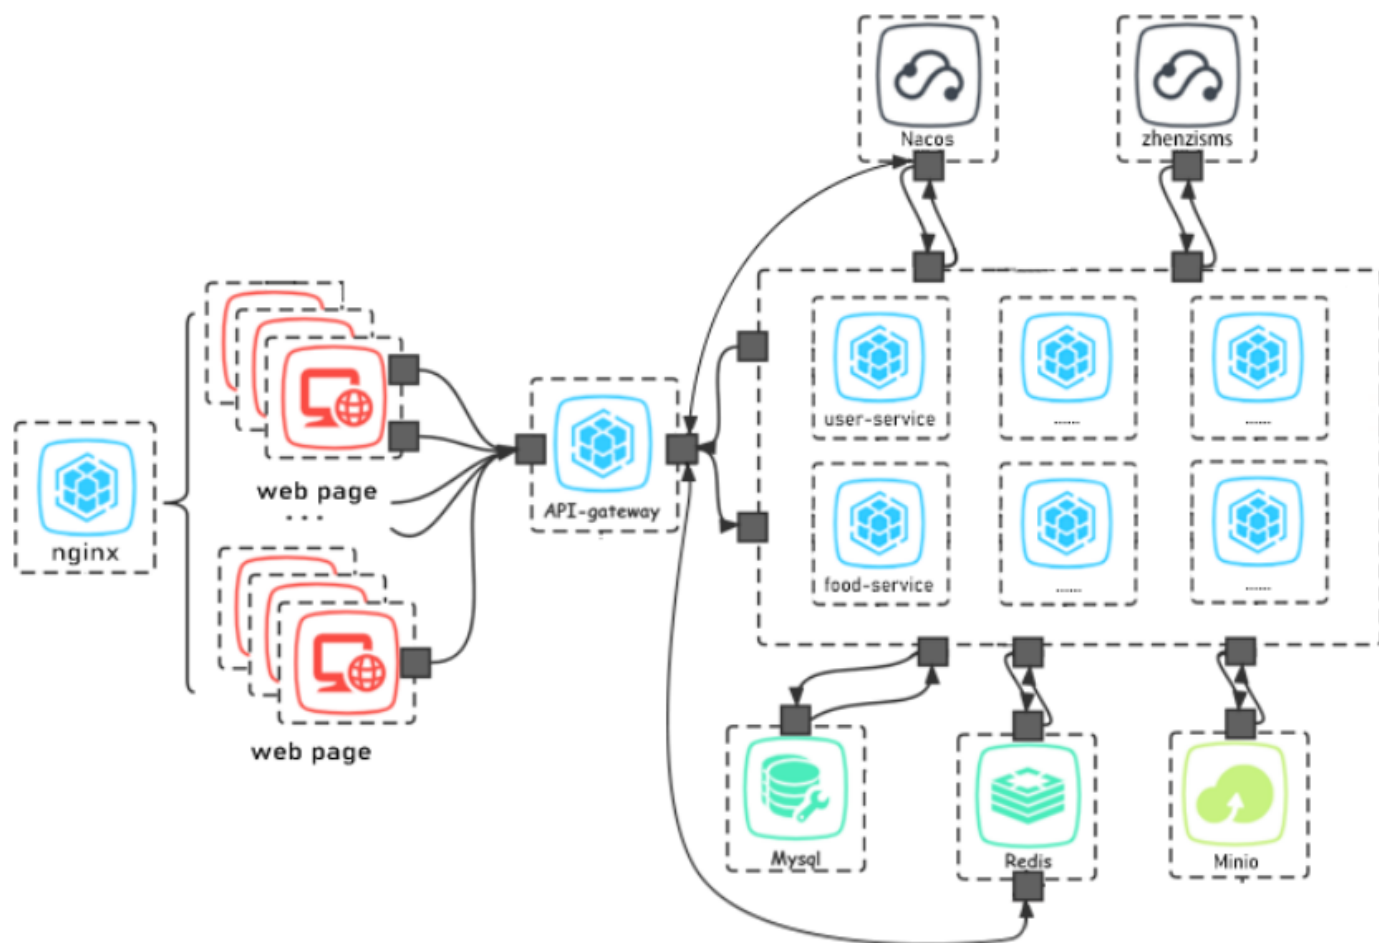 Nacos
zhenzisms
nginx
web page
...
web page
API-gateway
user-service
......
......
food-service
......
......
Mysql
Redis
Minio